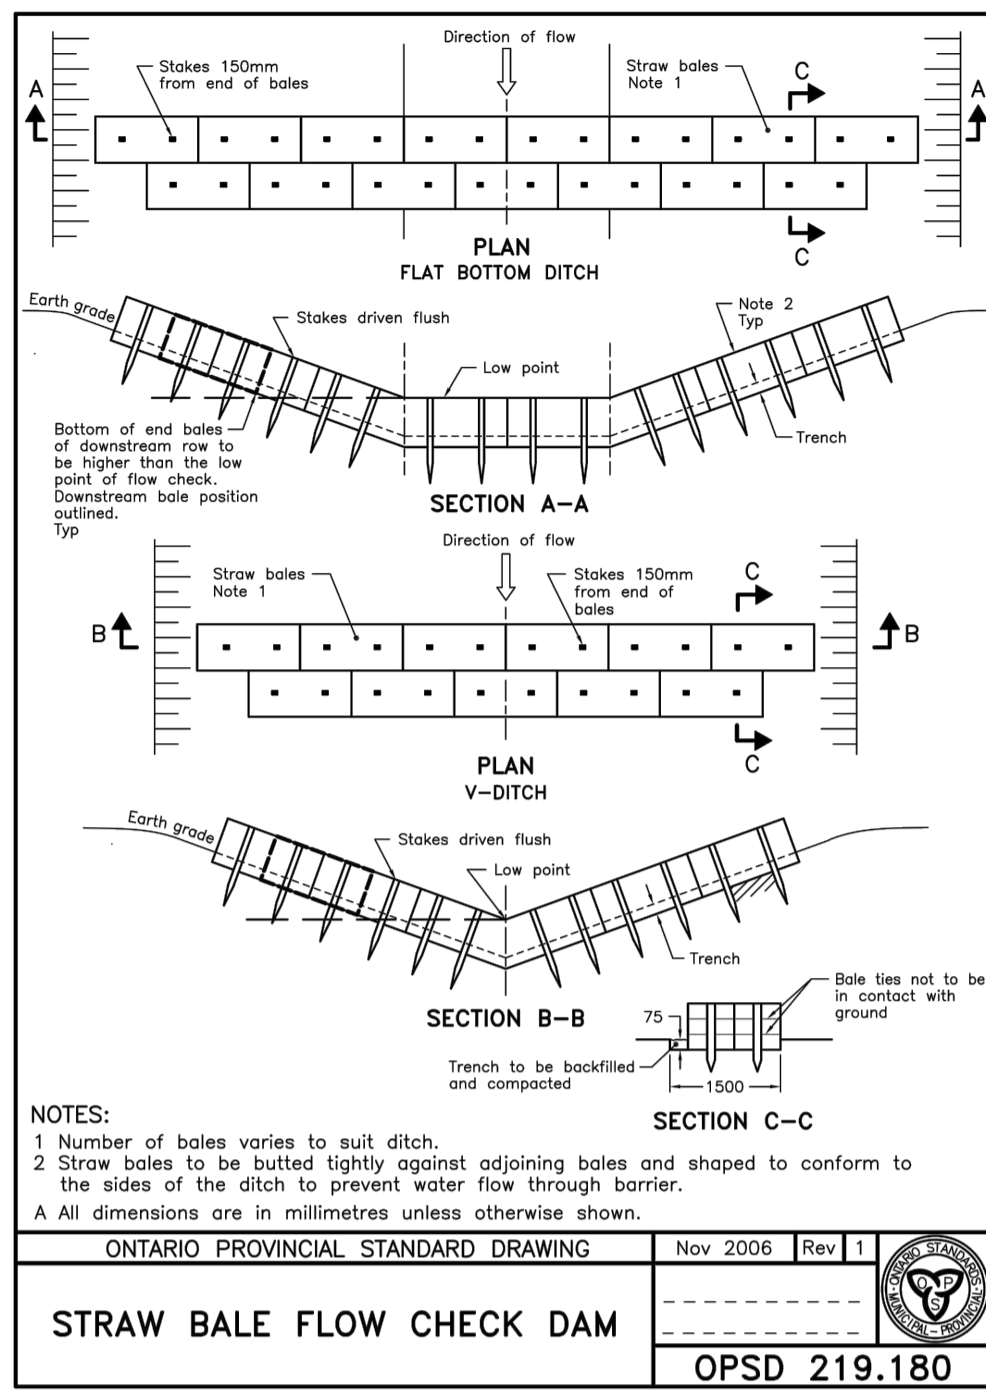 Direction of flow
Stakes 150mm
from end of bales
Straw bales
Note 1
C
A
A
C
PLAN
FLAT BOTTOM DITCH
Earth grade
Stakes driven flush
Note 2
Typ
Low point
Trench
Bottom of end bales
of downstream row to
be higher than the low
point of flow check.
Downstream bale position
outlined.
Typ
SECTION A–A
Direction of flow
Straw bales
Note 1
Stakes 150mm
from end of
bales
C
B
B
C
PLAN
V–DITCH
Earth grade
Stakes driven flush
Low point
Trench
SECTION B–B
Bale ties not to be
in contact with
ground
75
Trench to be backfilled
and compacted
1500
SECTION C–C
NOTES:
1 Number of bales varies to suit ditch.
2 Straw bales to be butted tightly against adjoining bales and shaped to conform to
the sides of the ditch to prevent water flow through barrier.
A All dimensions are in millimetres unless otherwise shown.
ONTARIO PROVINCIAL STANDARD DRAWING
Nov 2006
Rev
1
STRAW BALE FLOW CHECK DAM
ONTARIO STANDARDS
MUNICIPAL–PROVINCIAL
O P S
OPSD 219.180